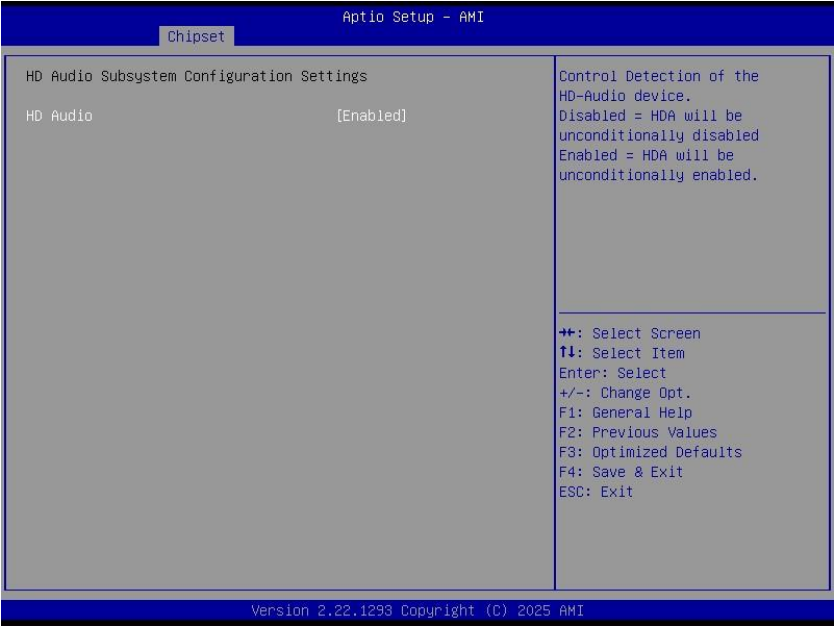 Aptio Setup - AMI
Chipset
HD Audio Subsystem Configuration Settings
HD Audio [Enabled]
Control Detection of the
HD-Audio device.
Disabled = HDA will be
unconditionally disabled
Enabled = HDA will be
unconditionally enabled.
→←: Select Screen
↑↓: Select Item
Enter: Select
+/-: Change Opt.
F1: General Help
F2: Previous Values
F3: Optimized Defaults
F4: Save & Exit
ESC: Exit
Version 2.22.1293 Copyright (C) 2025 AMI